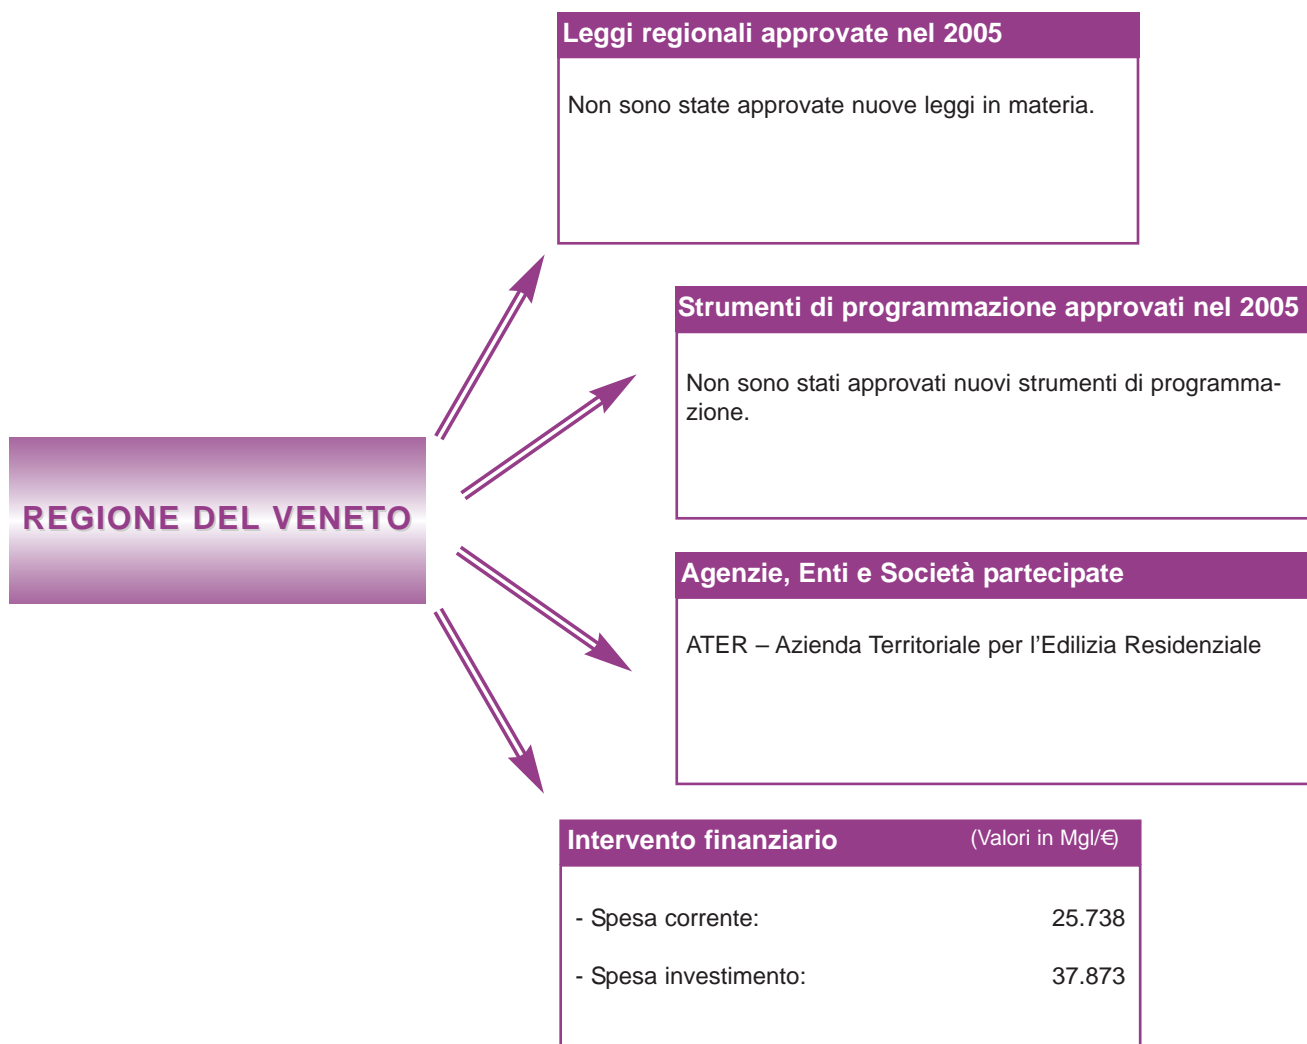 Leggi regionali approvate nel 2005
Non sono state approvate nuove leggi in materia.
Strumenti di programmazione approvati nel 2005
Non sono stati approvati nuovi strumenti di programma-
zione.
REGIONE DEL VENETO
Agenzie, Enti e Società partecipate
ATER – Azienda Territoriale per l'Edilizia Residenziale
Intervento finanziario (Valori in Mgl/€)
- Spesa corrente: 25.738
- Spesa investimento: 37.873